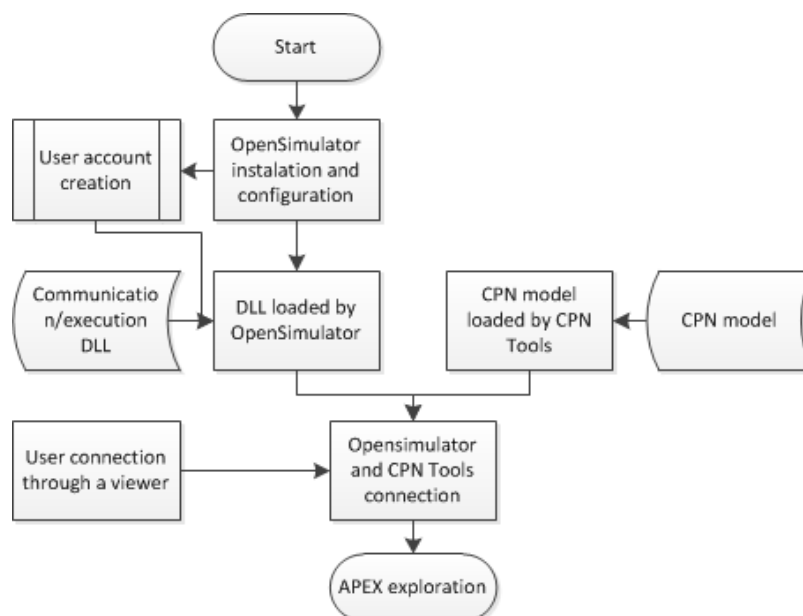 Start
User account
creation
OpenSimulator
instalation and
configuration
Communicatio
n/execution
DLL
DLL loaded by
OpenSimulator
CPN model
loaded by CPN
Tools
CPN model
User connection
through a viewer
Opensimulator
and CPN Tools
connection
APEX exploration